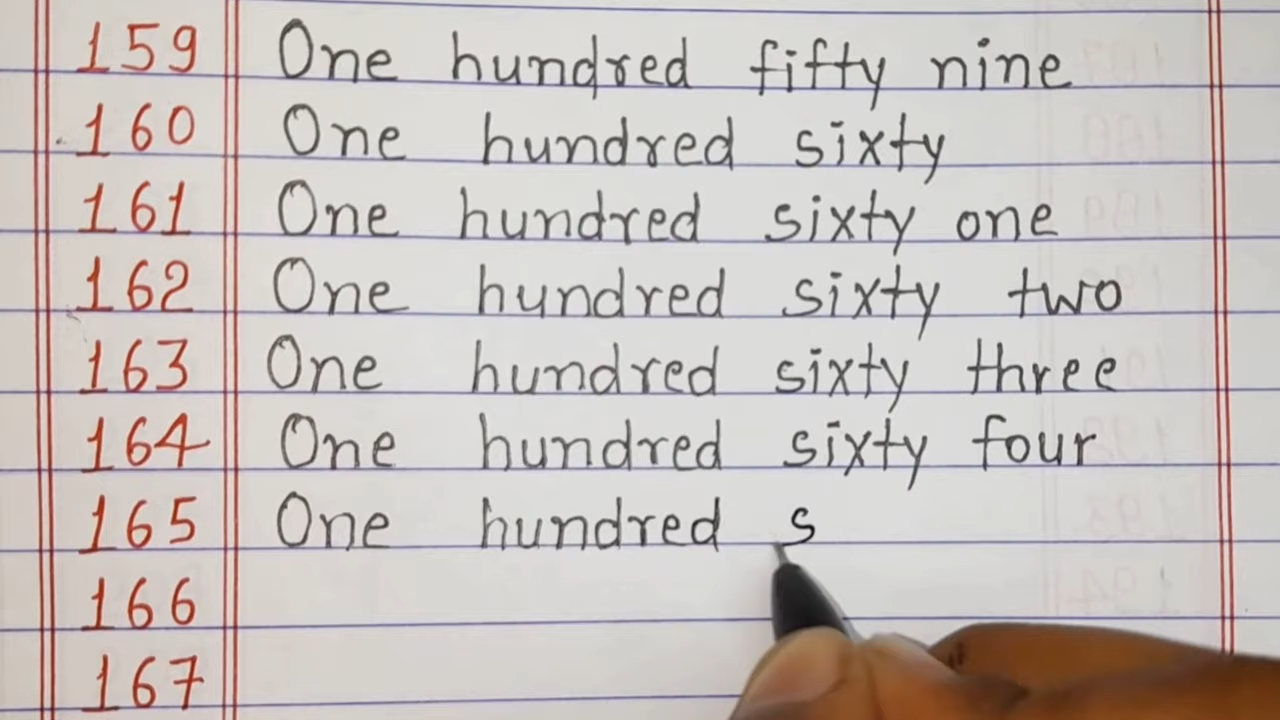 159 One hundred fifty nine
160 One hundred sixty
161 One hundred sixty one
162 One hundred sixty two
163 One hundred sixty three
164 One hundred sixty four
165 One hundred s
166
167